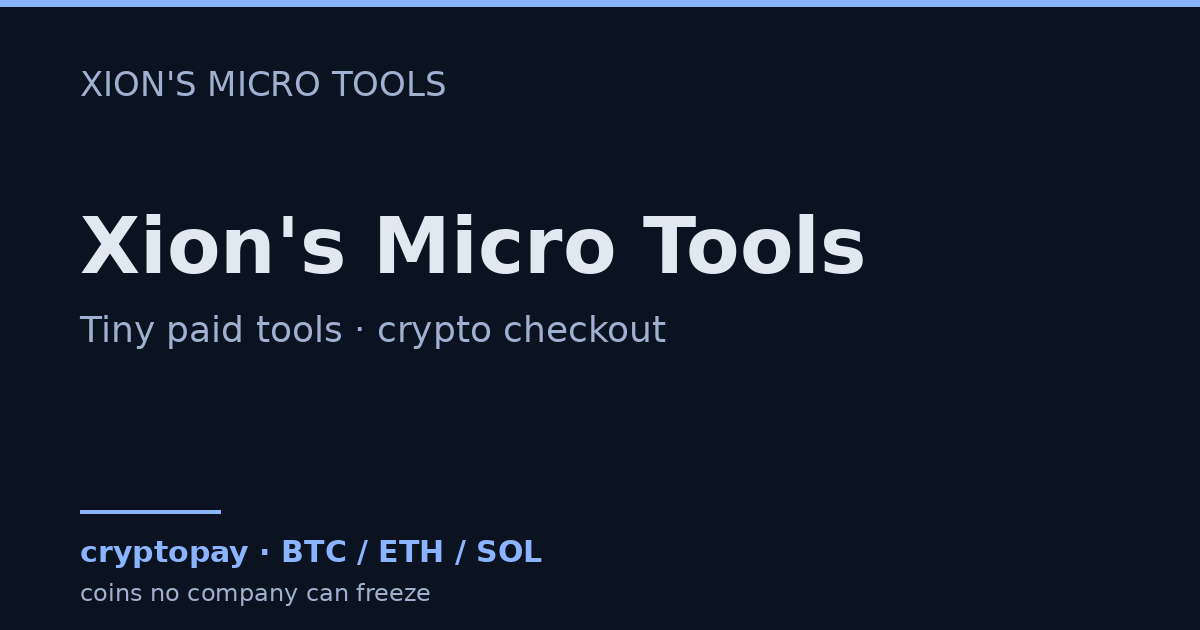 XION'S MICRO TOOLS
Xion's Micro Tools
Tiny paid tools · crypto checkout
cryptopay · BTC / ETH / SOL
coins no company can freeze